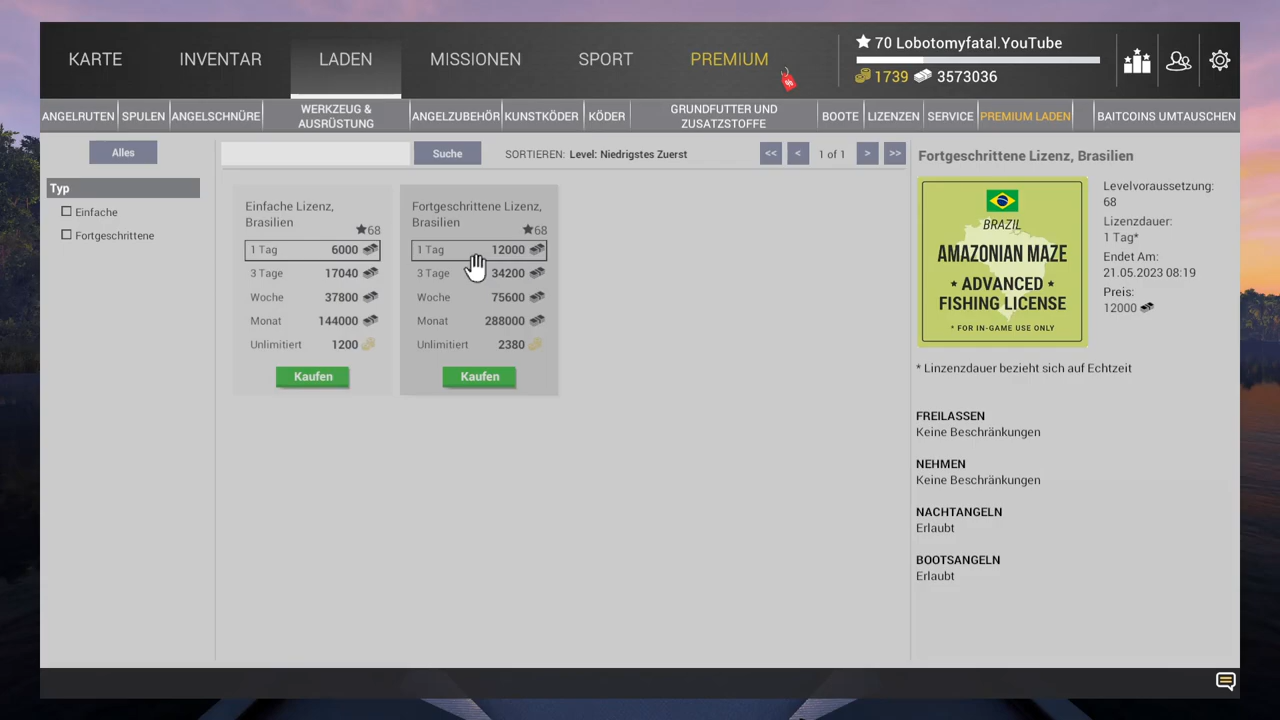 KARTE
INVENTAR
LADEN
MISSIONEN
SPORT
PREMIUM
%
70 Lobotomyfatal.YouTube
1739 3573036
ANGELRUTEN
SPULEN
ANGELSCHNÜRE
WERKZEUG &
AUSRÜSTUNG
ANGELZUBEHÖR
KUNSTKÖDER
KÖDER
GRUNDFUTTER UND
ZUSATZSTOFFE
BOOTE
LIZENZEN
SERVICE
PREMIUM LADEN
BAITCOINS UMTAUSCHEN
Alles
Typ
Einfache
Fortgeschrittene
Suche
SORTIEREN: Level: Niedrigstes Zuerst
<< < 1 of 1 > >>
Einfache Lizenz,
Brasilien
68
1 Tag 6000
3 Tage 17040
Woche 37800
Monat 144000
Unlimitiert 1200
Kaufen
Fortgeschrittene Lizenz,
Brasilien
68
1 Tag 12000
3 Tage 34200
Woche 75600
Monat 288000
Unlimitiert 2380
Kaufen
Fortgeschrittene Lizenz, Brasilien
BRAZIL
AMAZONIAN MAZE
* ADVANCED *
FISHING LICENSE
* FOR IN-GAME USE ONLY
Levelvoraussetzung:
68
Lizenzdauer:
1 Tag*
Endet Am:
21.05.2023 08:19
Preis:
12000
* Linzenzdauer bezieht sich auf Echtzeit
FREILASSEN
Keine Beschränkungen
NEHMEN
Keine Beschränkungen
NACHTANGELN
Erlaubt
BOOTSANGELN
Erlaubt